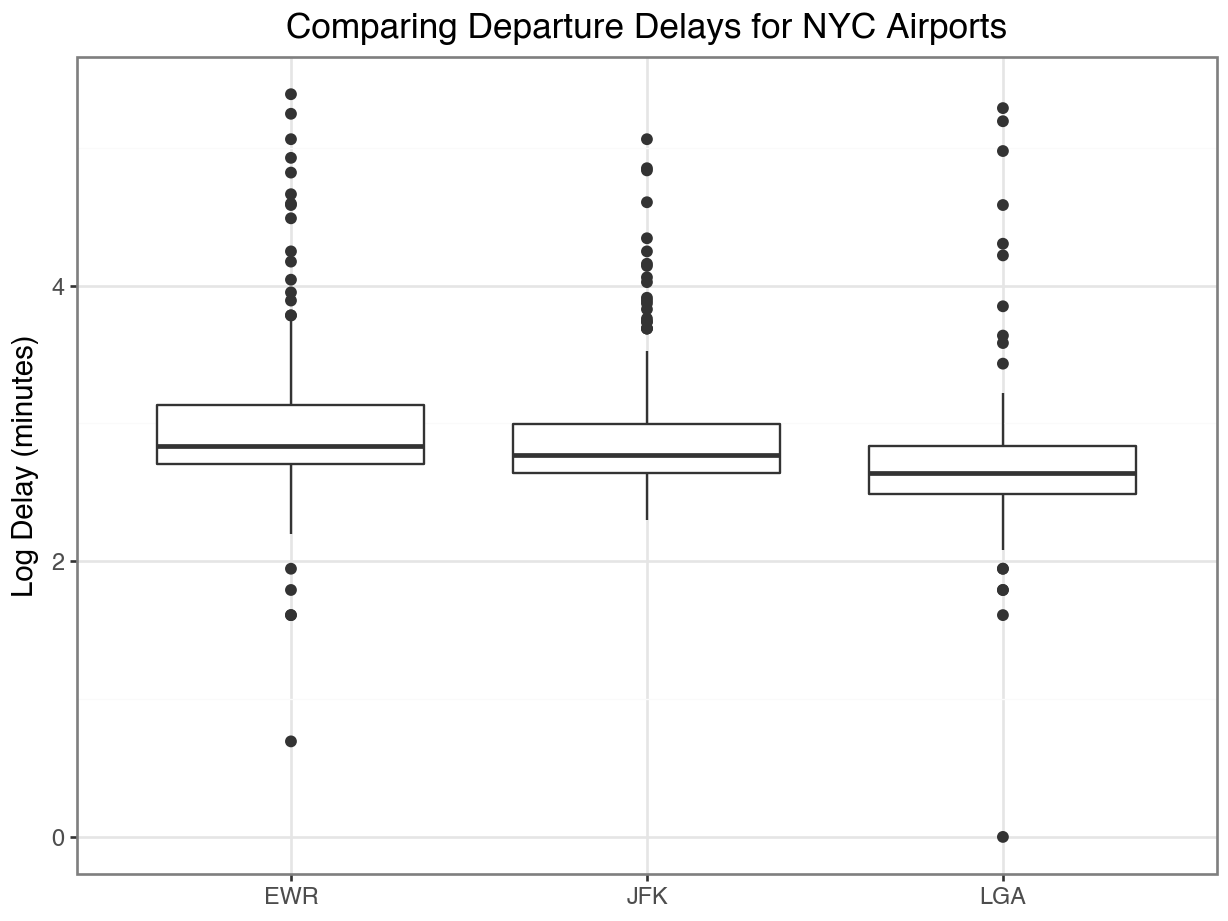 Comparing Departure Delays for NYC Airports
Log Delay (minutes)
4
2
0
EWR
JFK
LGA